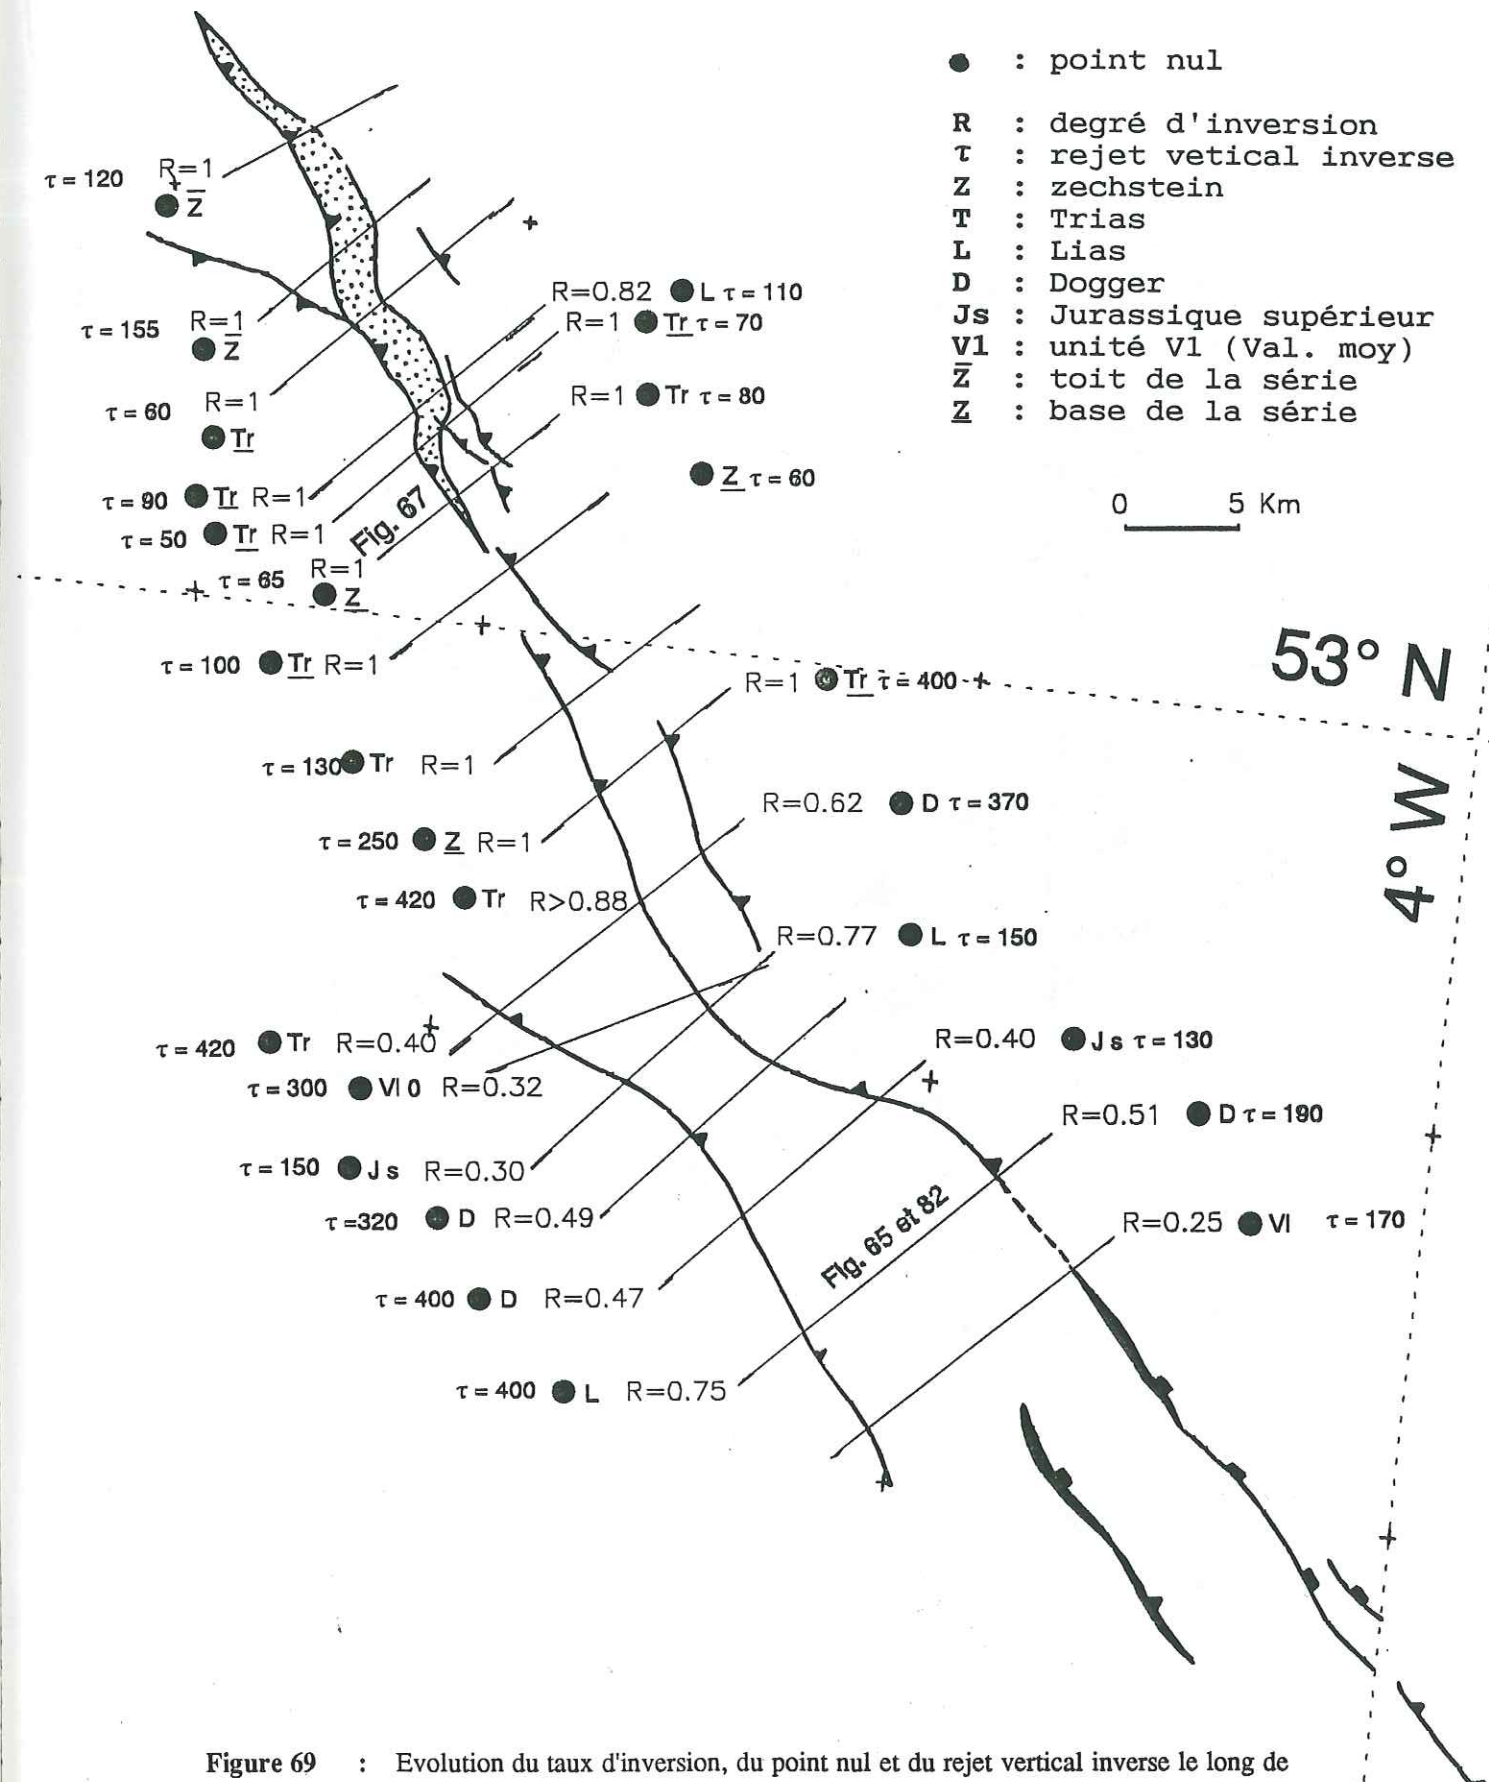 ● : point nul
R : degré d'inversion
τ : rejet vetical inverse
Z : zechstein
T : Trias
L : Lias
D : Dogger
Js : Jurassique supérieur
V1 : unité V1 (Val. moy)
Z̅ : toit de la série
Z̲ : base de la série
0 5 Km
τ = 120 R=1
● Z̅
τ = 155 R=1
● Z̅
τ = 60 R=1
● T̲r̲
R=0.82 ● L τ = 110
R=1 ● T̲r̲ τ = 70
R=1 ● Tr τ = 80
● Z̲ τ = 60
τ = 90 ● T̲r̲ R=1
τ = 50 ● T̲r̲ R=1
Fig. 67
τ = 65 R=1
● Z̲
τ = 100 ● T̲r̲ R=1
53° N
R=1 ● T̲r̲ τ = 400
τ = 130 ● Tr R=1
4° W
R=0.62 ● D τ = 370
τ = 250 ● Z̲ R=1
τ = 420 ● Tr R>0.88
R=0.77 ● L τ = 150
τ = 420 ● Tr R=0.40
R=0.40 ● Js τ = 130
τ = 300 ● VI 0 R=0.32
R=0.51 ● D τ = 190
τ = 150 ● Js R=0.30
τ =320 ● D R=0.49
R=0.25 ● VI τ = 170
Fig. 65 et 82
τ = 400 ● D R=0.47
τ = 400 ● L R=0.75
Figure 69 : Evolution du taux d'inversion, du point nul et du rejet vertical inverse le long de